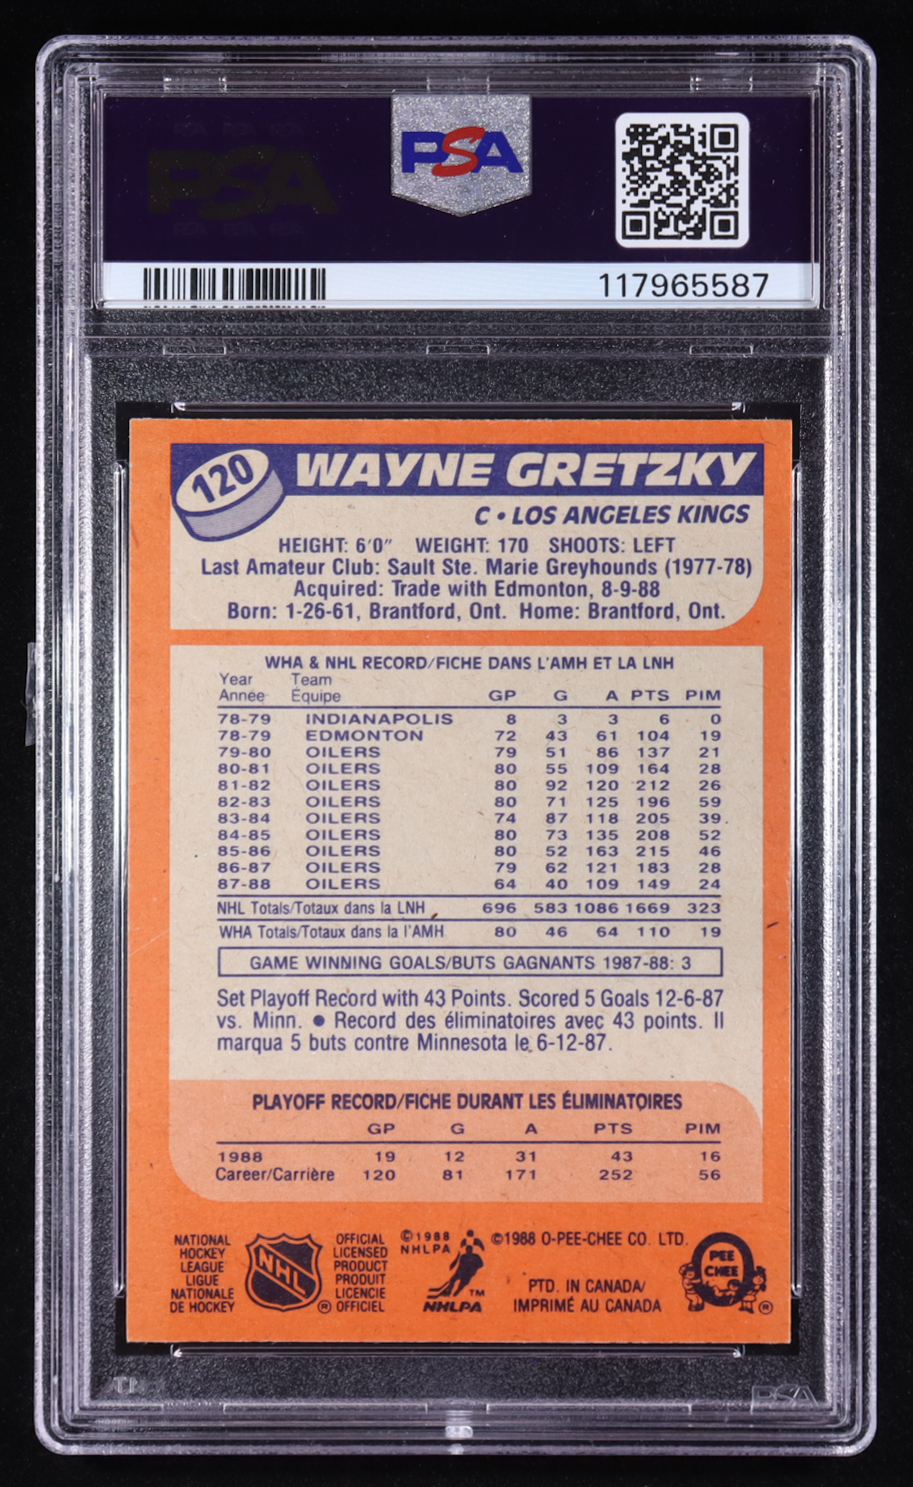 PSA
PSA
117965587
120
WAYNE GRETZKY
C • LOS ANGELES KINGS
HEIGHT: 6'0" WEIGHT: 170 SHOOTS: LEFT
Last Amateur Club: Sault Ste. Marie Greyhounds (1977-78)
Acquired: Trade with Edmonton, 8-9-88
Born: 1-26-61, Brantford, Ont. Home: Brantford, Ont.
WHA & NHL RECORD/FICHE DANS L'AMH ET LA LNH
Year Team
Année Équipe GP G A PTS PIM
78-79 INDIANAPOLIS 8 3 3 6 0
78-79 EDMONTON 72 43 61 104 19
79-80 OILERS 79 51 86 137 21
80-81 OILERS 80 55 109 164 28
81-82 OILERS 80 92 120 212 26
82-83 OILERS 80 71 125 196 59
83-84 OILERS 74 87 118 205 39
84-85 OILERS 80 73 135 208 52
85-86 OILERS 80 52 163 215 46
86-87 OILERS 79 62 121 183 28
87-88 OILERS 64 40 109 149 24
NHL Totals/Totaux dans la LNH 696 583 1086 1669 323
WHA Totals/Totaux dans la l'AMH 80 46 64 110 19
GAME WINNING GOALS/BUTS GAGNANTS 1987-88: 3
Set Playoff Record with 43 Points. Scored 5 Goals 12-6-87
vs. Minn. • Record des éliminatoires avec 43 points. Il
marqua 5 buts contre Minnesota le 6-12-87.
PLAYOFF RECORD/FICHE DURANT LES ÉLIMINATOIRES
GP G A PTS PIM
1988 19 12 31 43 16
Career/Carrière 120 81 171 252 56
NATIONAL
HOCKEY
LEAGUE
LIGUE
NATIONALE
DE HOCKEY
NHL
®
OFFICIAL
LICENSED
PRODUCT
PRODUIT
LICENCIE
OFFICIEL
©1988
NHLPA
NHLPA
™
©1988 O-PEE-CHEE CO. LTD.
PTD. IN CANADA/
IMPRIMÉ AU CANADA
O
PEE
CHEE
®
PSA